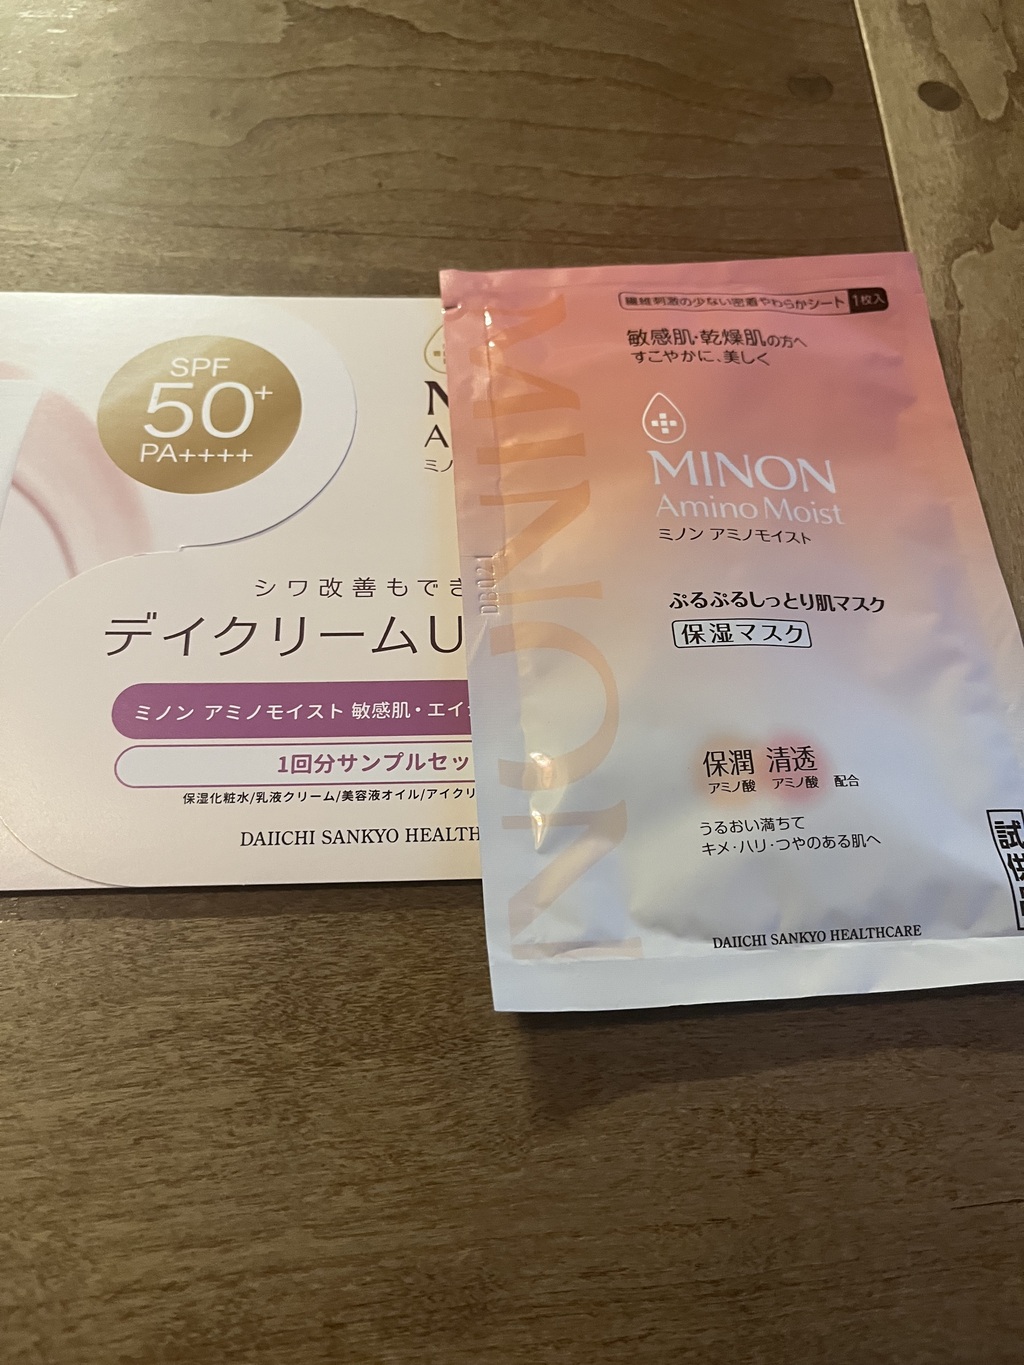 SPF
50+
PA++++
シワ改善もでき
デイクリームU
ミノン アミノモイスト 敏感肌・エイ
1回分サンプルセッ
保湿化粧水/乳液クリーム/美容液オイル/アイクリ
DAIICHI SANKYO HEALTH
MINON
DB021
繊維刺激の少ない密着やわらかシート 1枚入
敏感肌・乾燥肌の方へ
すこやかに、美しく
MINON
Amino Moist
ミノン アミノモイスト
ぷるぷるしっとり肌マスク
保湿マスク
保潤 清透
アミノ酸 アミノ酸 配合
うるおい満ちて
キメ・ハリ・つやのある肌へ
DAIICHI SANKYO HEALTHCARE
試供品